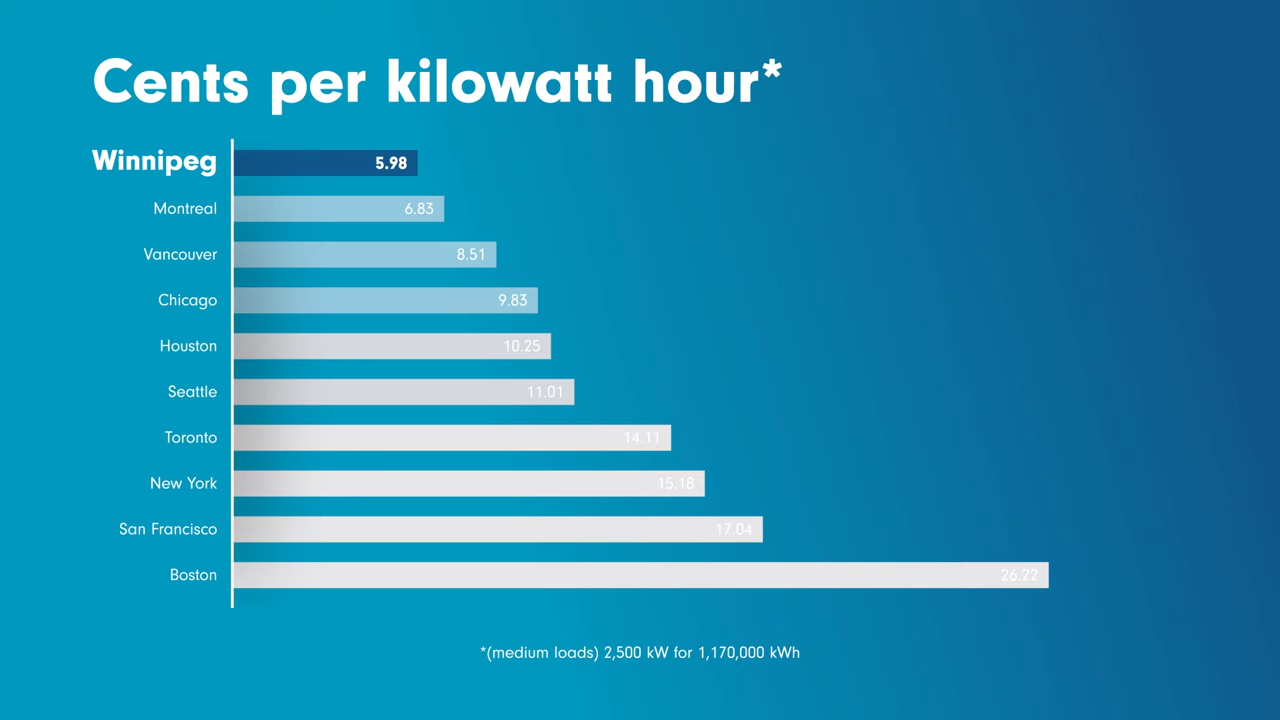 Cents per kilowatt hour*
Winnipeg 5.98
Montreal 6.83
Vancouver 8.51
Chicago 9.83
Houston 10.25
Seattle 11.01
Toronto 14.11
New York 15.18
San Francisco 17.04
Boston 26.22
*(medium loads) 2,500 kW for 1,170,000 kWh